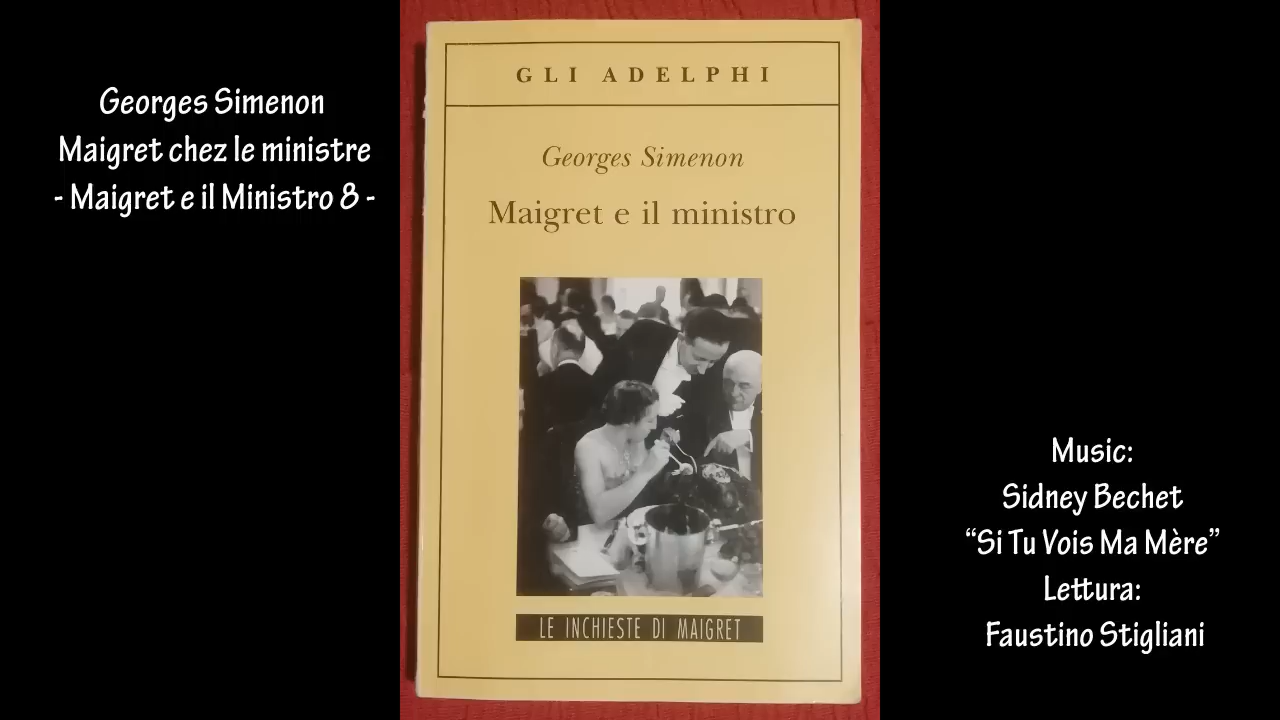 Georges Simenon
Maigret chez le ministre
- Maigret e il Ministro 8 -
GLI ADELPHI
Georges Simenon
Maigret e il ministro
LE INCHIESTE DI MAIGRET
Music:
Sidney Bechet
“Si Tu Vois Ma Mère”
Lettura:
Faustino Stigliani